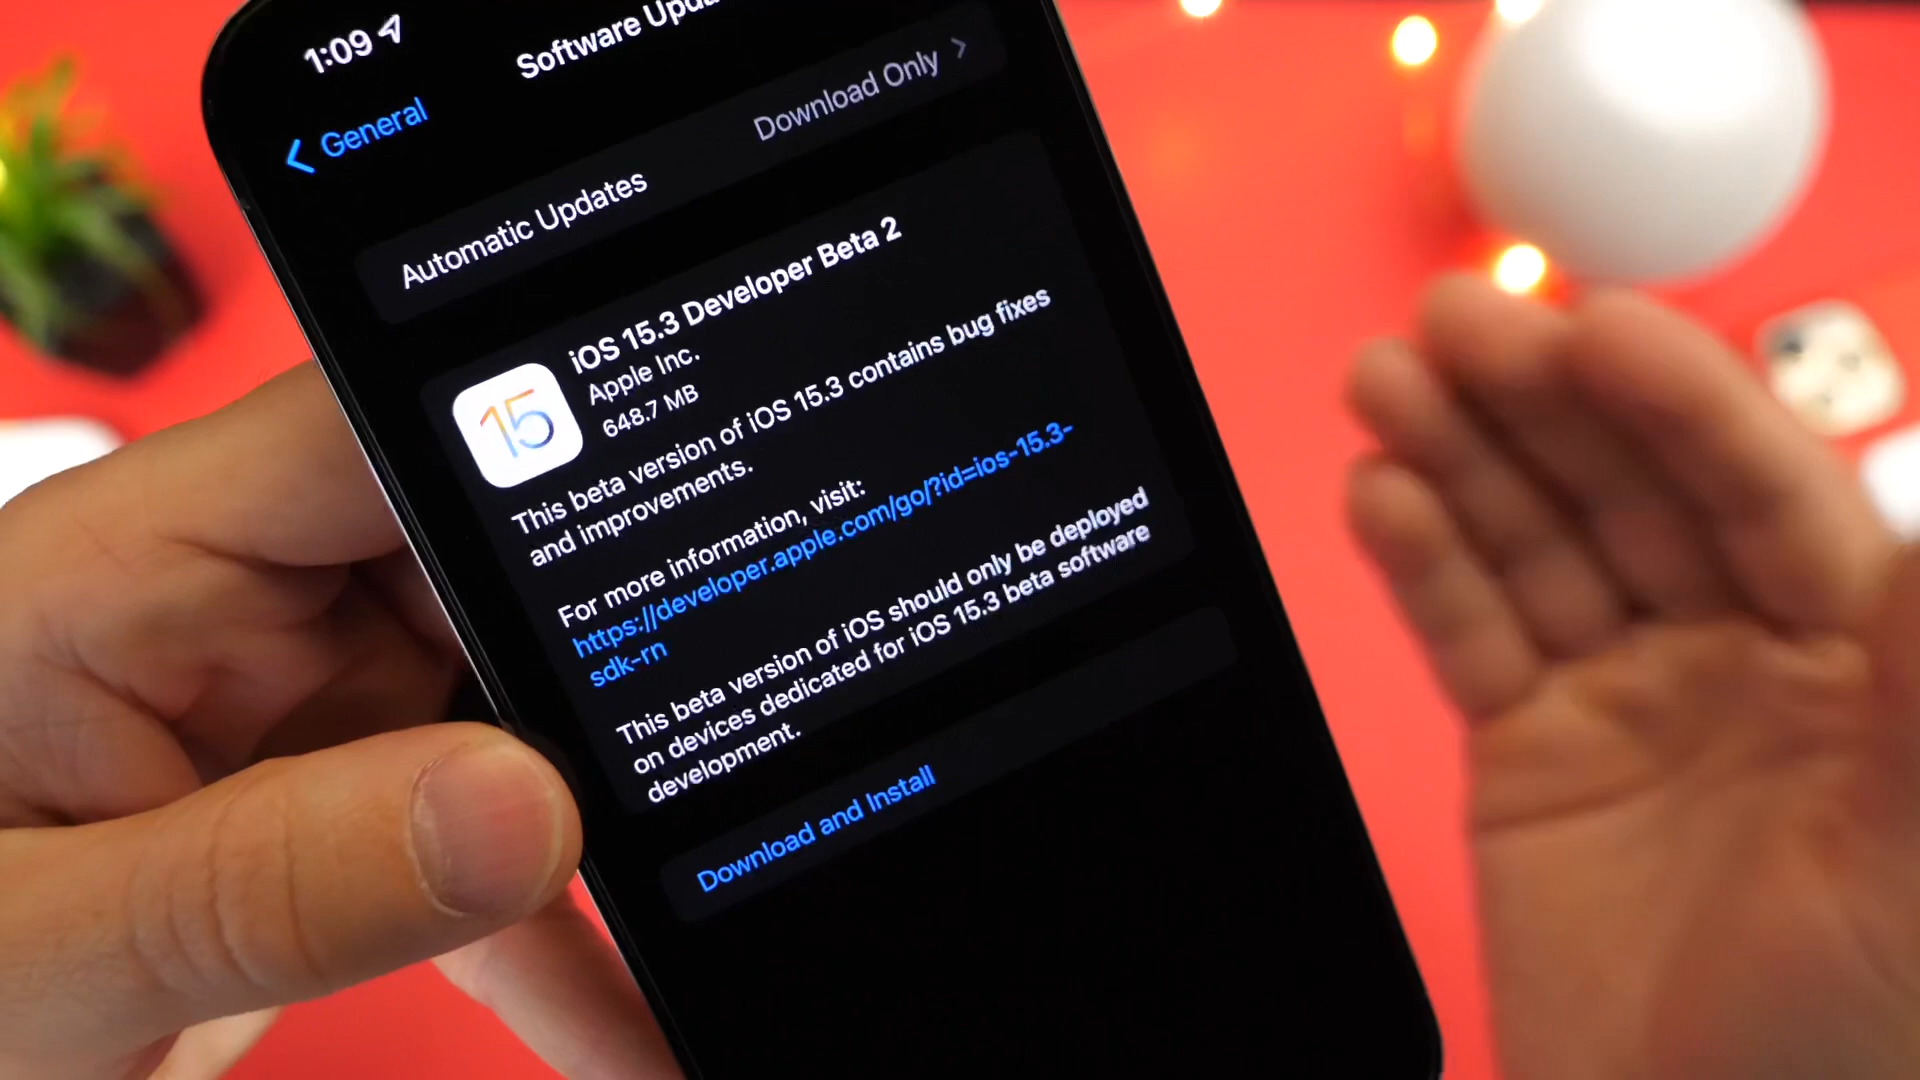 1:09
Software Upda
General
Automatic Updates
Download Only
iOS 15.3 Developer Beta 2
Apple Inc.
648.7 MB
15
This beta version of iOS 15.3 contains bug fixes
and improvements.
For more information, visit:
https://developer.apple.com/go/?id=ios-15.3-
sdk-rn
This beta version of iOS should only be deployed
on devices dedicated for iOS 15.3 beta software
development.
Download and Install